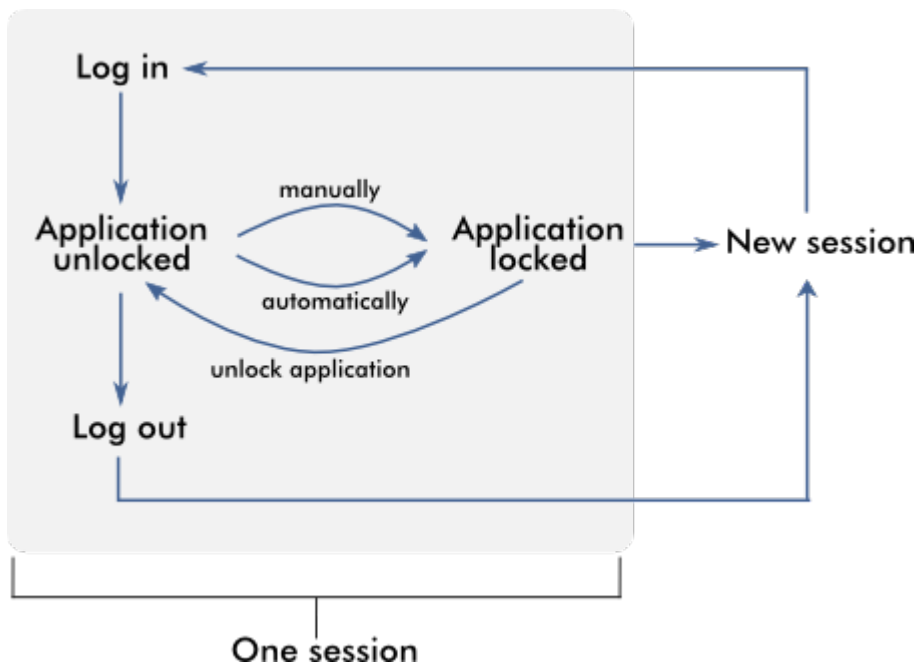 Log in
manually
Application
unlocked
Application
locked
New session
automatically
unlock application
Log out
One session